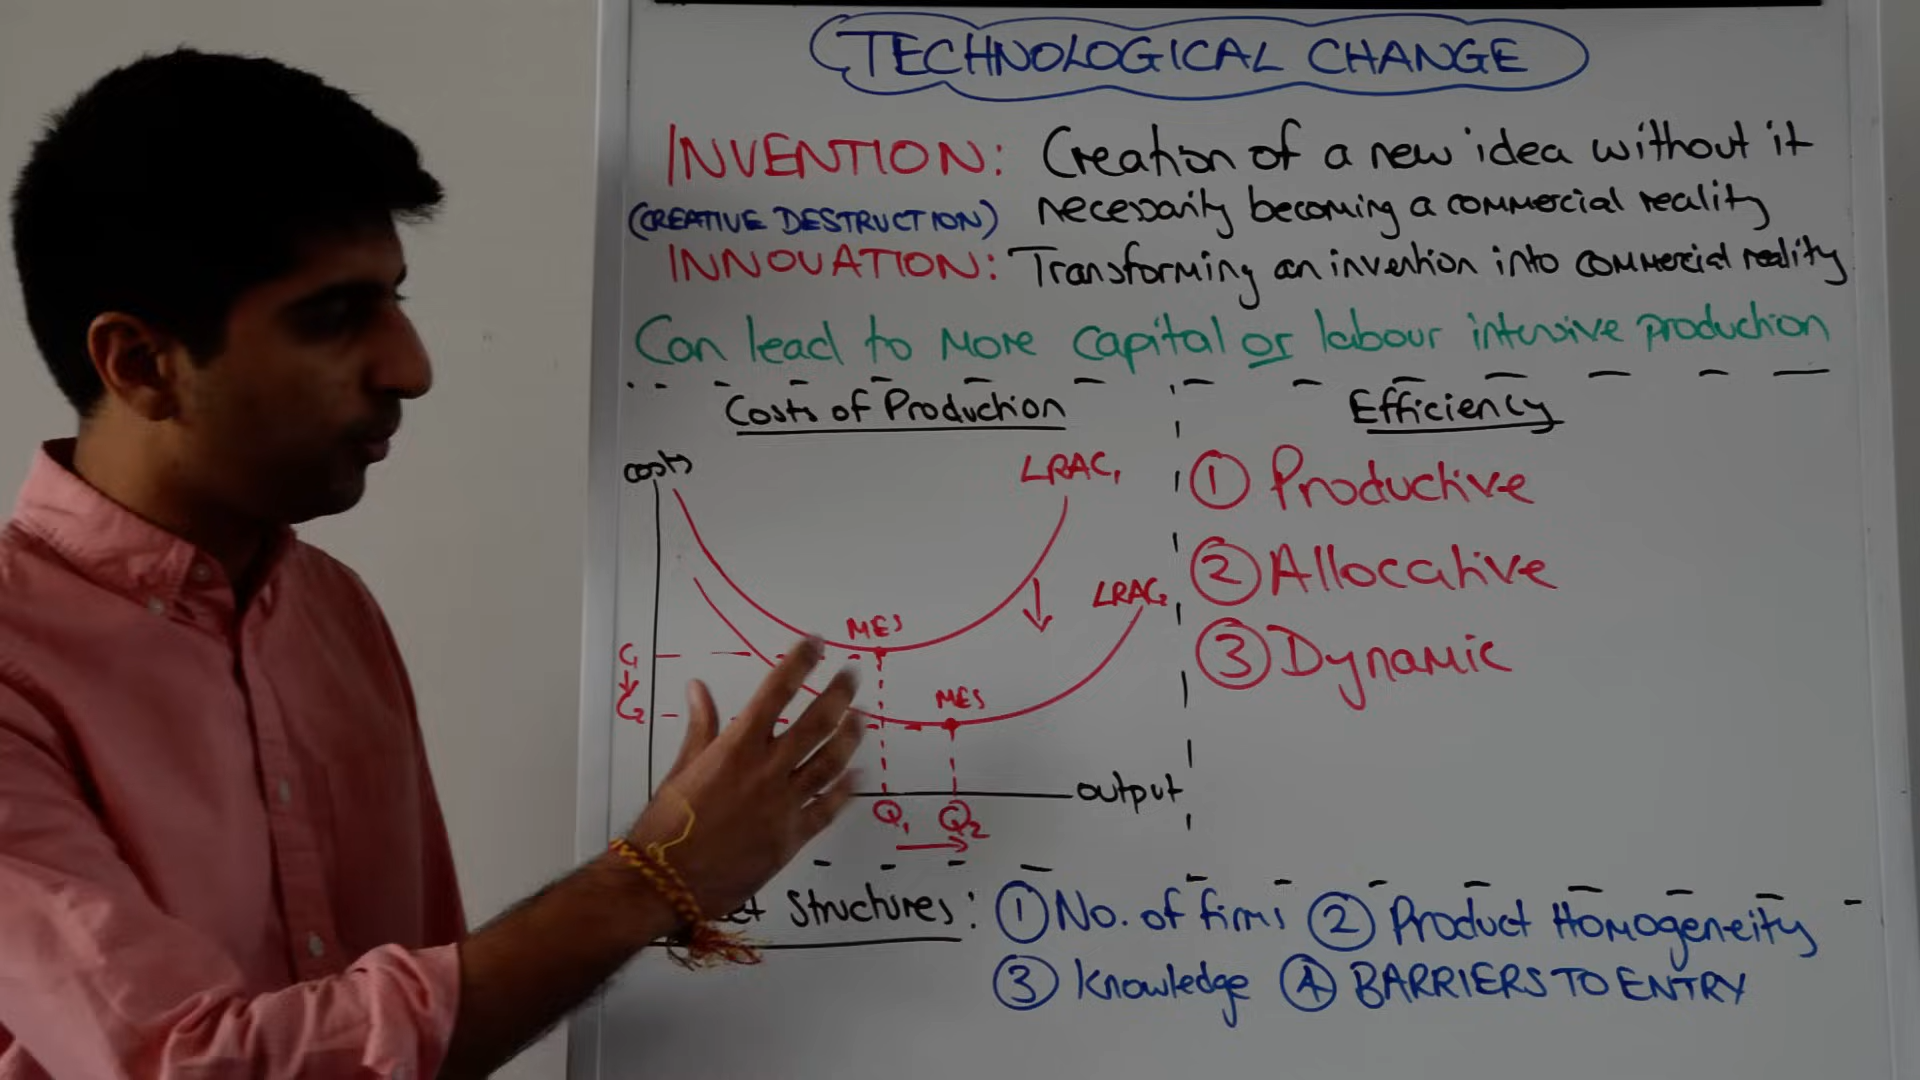 TECHNOLOGICAL CHANGE
INVENTION: Creation of a new idea without it
(CREATIVE DESTRUCTION) necessarily becoming a commercial reality
INNOVATION: Transforming an invention into commercial reality
Can lead to more capital or labour intensive production
Costs of Production
costs
LRAC1
LRAC2
MES
C1
MES
C2
output
Q1 Q2
Efficiency
① Productive
② Allocative
③ Dynamic
Structures: ① No. of firms ② Product Homogeneity
③ Knowledge ④ BARRIERS TO ENTRY